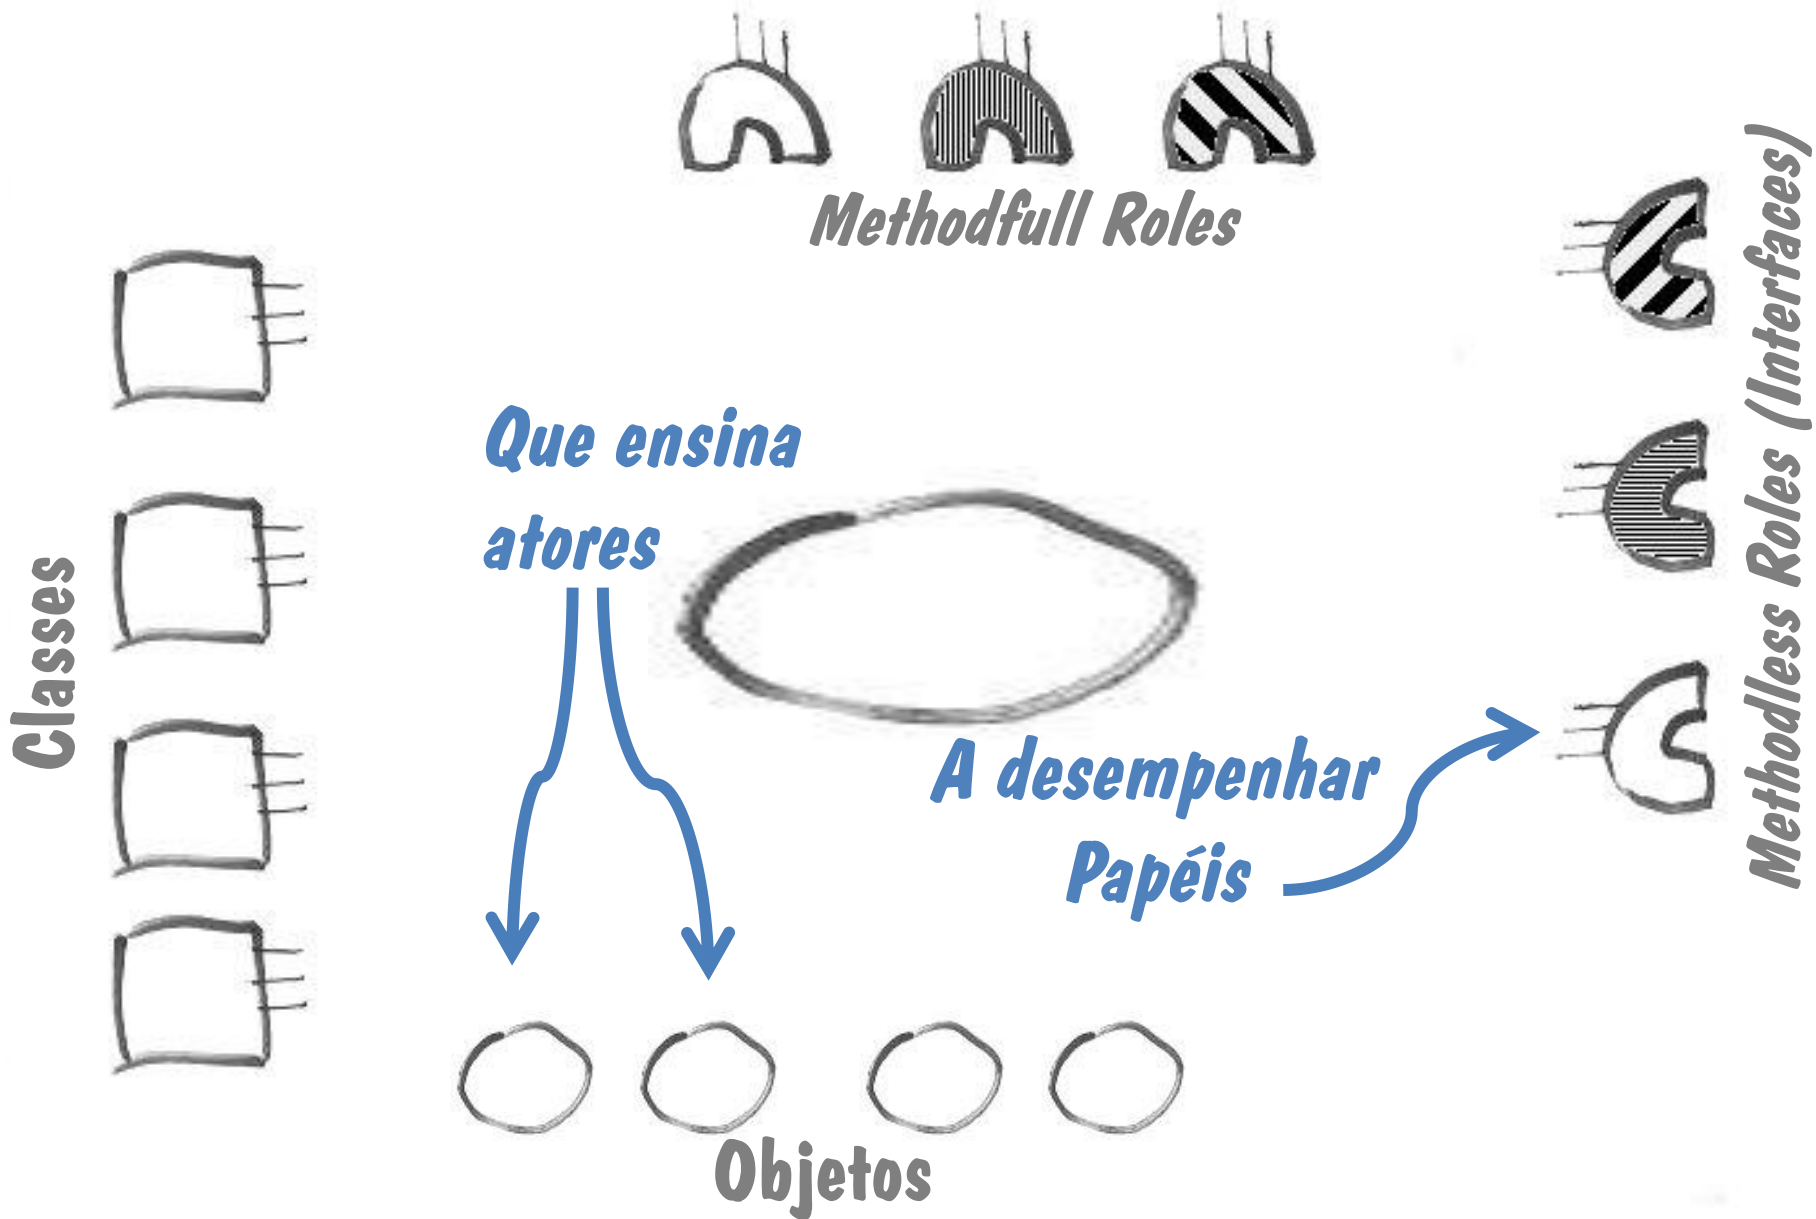 Methodfull Roles
Methodless Roles (Interfaces)
Classes
Que ensina
atores
A desempenhar
Papéis
Objetos